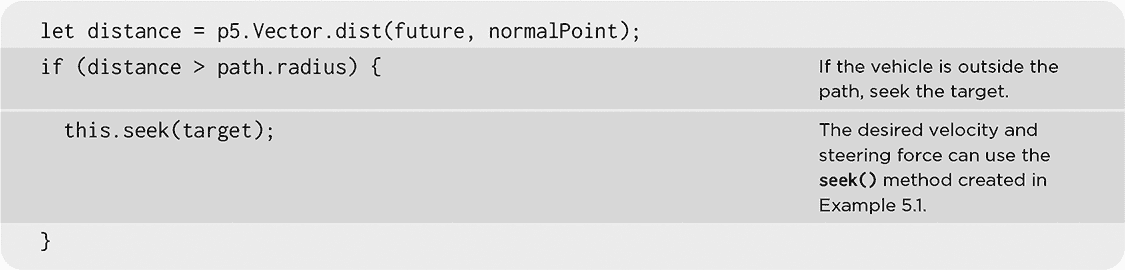 let distance = p5.Vector.dist(future, normalPoint);
if (distance > path.radius) {
If the vehicle is outside the
path, seek the target.
this.seek(target);
The desired velocity and
steering force can use the
seek() method created in
Example 5.1.
}